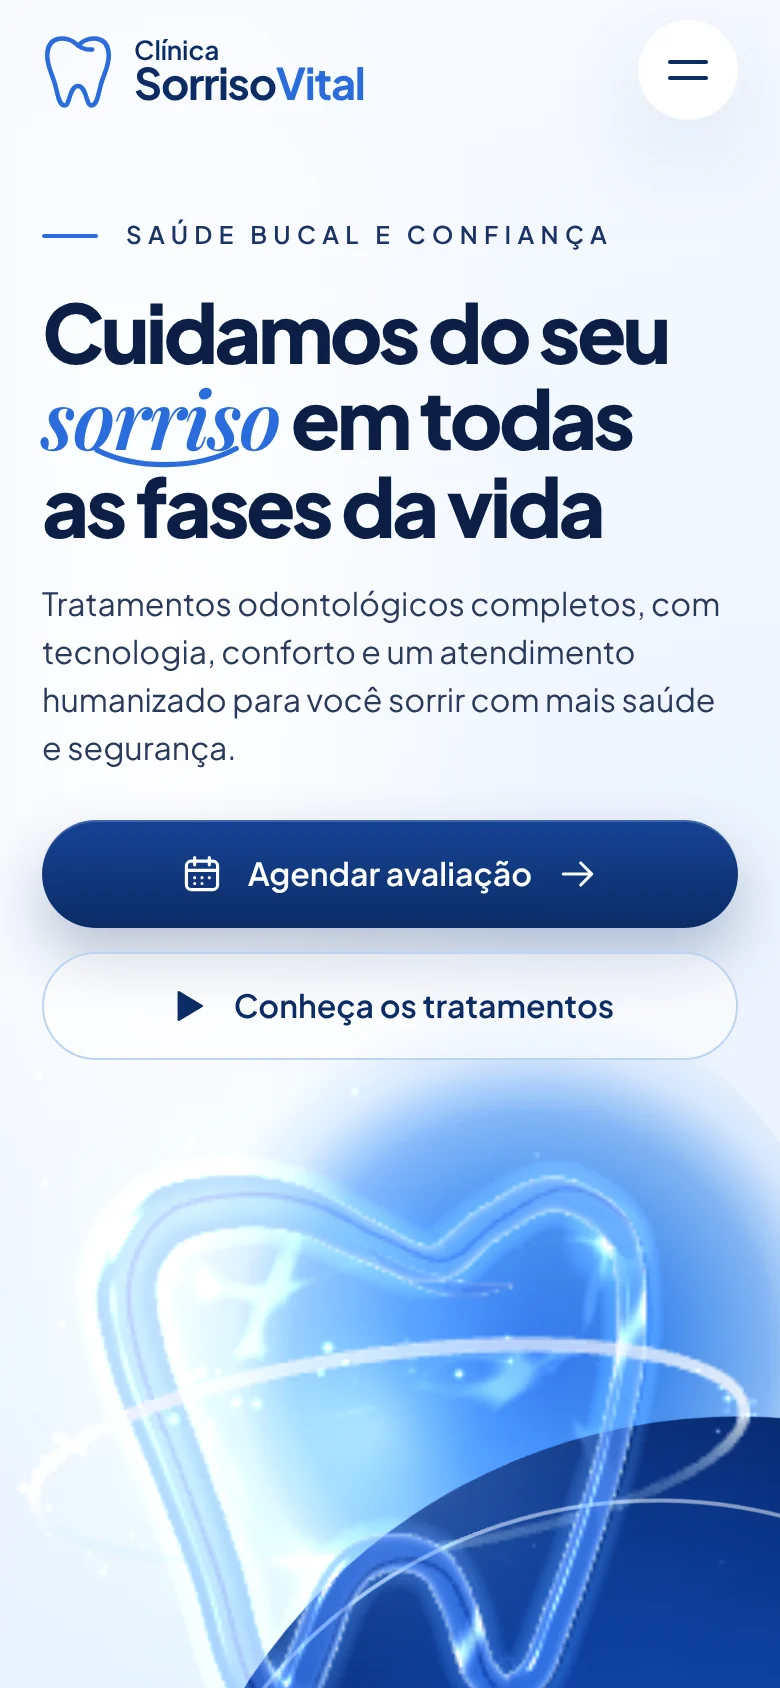 Clínica
SorrisoVital
SAÚDE BUCAL E CONFIANÇA
Cuidamos do seu
sorriso em todas
as fases da vida
Tratamentos odontológicos completos, com
tecnologia, conforto e um atendimento
humanizado para você sorrir com mais saúde
e segurança.
Agendar avaliação
Conheça os tratamentos